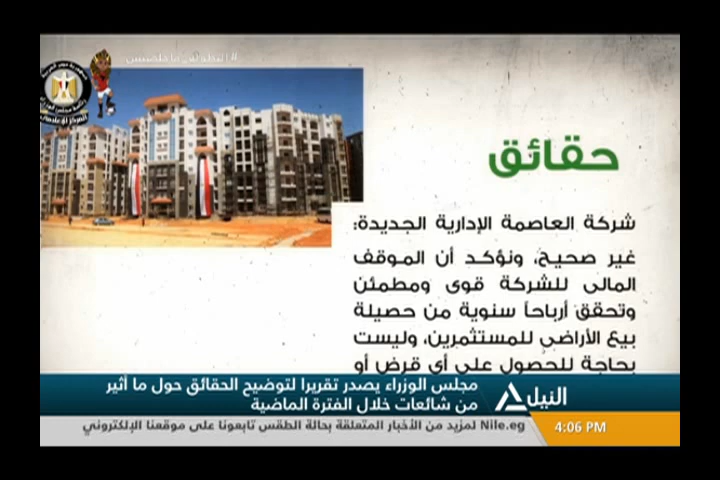 حقائق
شركة العاصمة الإدارية الجديدة:
غير صحيح، ونؤكد أن الموقف
المالى للشركة قوى ومطمئن
وتحقق أرباحاً سنوية من حصيلة
بيع الأراضي للمستثمرين، وليست
بحاجة للحصول على أي قرض أو
مجلس الوزراء يصدر تقريرا لتوضيح الحقائق حول ما أثير
من شائعات خلال الفترة الماضية
النيل
لمزيد من الأخبار المتعلقة بحالة الطقس تابعونا على موقعنا الإلكتروني Nile.eg
4:06 PM